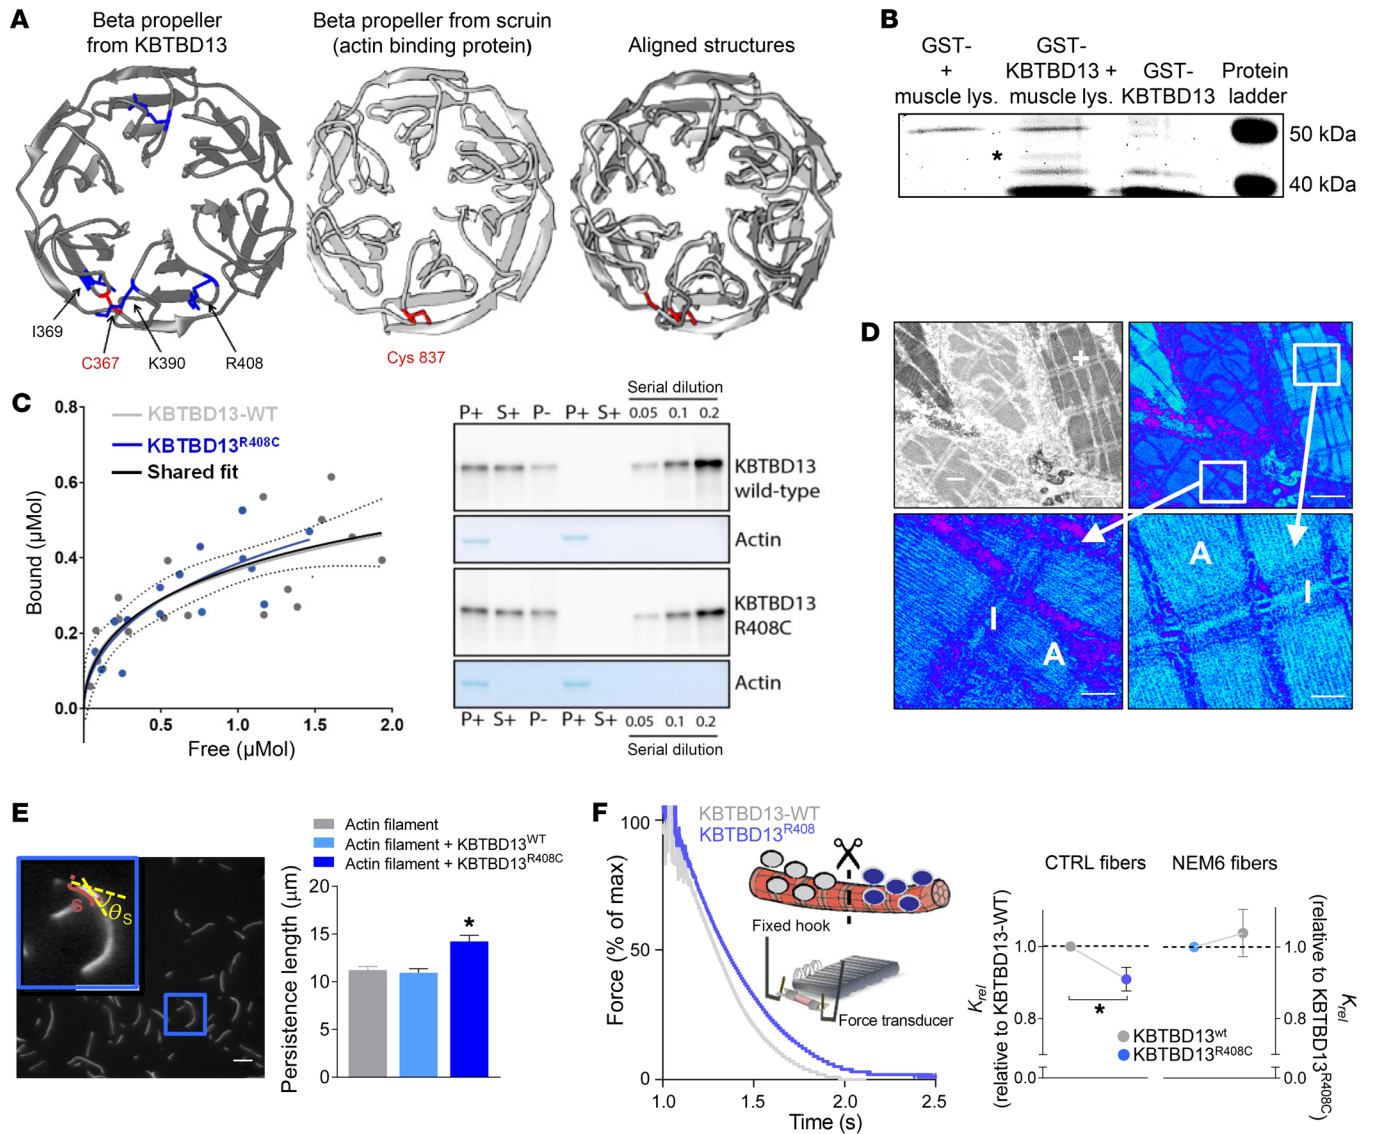 A
Beta propeller
from KBTBD13
Beta propeller from scruin
(actin binding protein)
Aligned structures
I369
C367
K390
R408
Cys 837
B
GST-
+
muscle lys.
GST-
KBTBD13 +
muscle lys.
GST-
KBTBD13
Protein
ladder
*
50 kDa
40 kDa
C
KBTBD13-WT
KBTBD13R408C
Shared fit
Bound (µMol)
0.8
0.6
0.4
0.2
0.0
0.5
1.0
1.5
2.0
Free (µMol)
Serial dilution
P+ S+ P- P+ S+ 0.05 0.1 0.2
KBTBD13
wild-type
Actin
KBTBD13
R408C
Actin
P+ S+ P- P+ S+ 0.05 0.1 0.2
Serial dilution
D
+
–
I
A
A
I
E
S
θS
Actin filament
Actin filament + KBTBD13WT
Actin filament + KBTBD13R408C
Persistence length (µm)
20
15
10
5
0
*
F
KBTBD13-WT
KBTBD13R408
Force (% of max)
100
50
0
1.0
1.5
2.0
2.5
Time (s)
Fixed hook
Force transducer
CTRL fibers
NEM6 fibers
Krel
(relative to KBTBD13-WT)
1.0
0.8
0.0
*
KBTBD13wt
KBTBD13R408C
1.0
0.8
0.0
Krel
(relative to KBTBD13R408C)